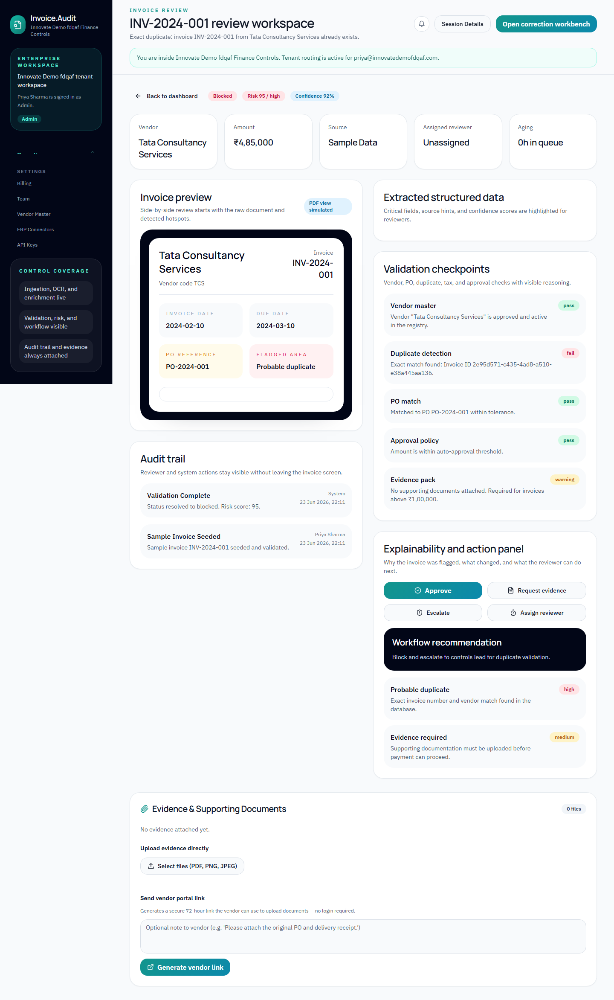 Invoice.Audit
Innovate Demo fdqaf Finance
Controls
ENTERPRISE
WORKSPACE
Innovate Demo fdqaf tenant
workspace
Priya Sharma is signed in as
Admin.
Admin
SETTINGS
Billing
Team
Vendor Master
ERP Connectors
API Keys
CONTROL COVERAGE
Ingestion, OCR, and
enrichment live
Validation, risk, and
workflow visible
Audit trail and evidence
always attached
INVOICE REVIEW
INV-2024-001 review workspace
Exact duplicate: invoice INV-2024-001 from Tata Consultancy Services already exists.
Session Details
Open correction workbench
You are inside Innovate Demo fdqaf Finance Controls. Tenant routing is active for priya@innovatedemofdqaf.com.
Back to dashboard
Blocked
Risk 95 / high
Confidence 92%
Vendor
Tata Consultancy
Services
Amount
₹4,85,000
Source
Sample Data
Assigned reviewer
Unassigned
Aging
0h in queue
Invoice preview
Side-by-side review starts with the raw document and
detected hotspots.
PDF view
simulated
Tata Consultancy
Services
Vendor code TCS
Invoice
INV-2024-
001
INVOICE DATE
2024-02-10
DUE DATE
2024-03-10
PO REFERENCE
PO-2024-001
FLAGGED AREA
Probable duplicate
Audit trail
Reviewer and system actions stay visible without leaving the invoice screen.
Validation Complete
Status resolved to blocked. Risk score: 95.
System
23 Jun 2026, 22:11
Sample Invoice Seeded
Sample invoice INV-2024-001 seeded and validated.
Priya Sharma
23 Jun 2026, 22:11
Extracted structured data
Critical fields, source hints, and confidence scores are highlighted for
reviewers.
Validation checkpoints
Vendor, PO, duplicate, tax, and approval checks with visible reasoning.
Vendor master
pass
Vendor "Tata Consultancy Services" is approved and active
in the registry.
Duplicate detection
fail
Exact match found: Invoice ID 2e95d571-c435-4ad8-a510-
e38a445aa136.
PO match
pass
Matched to PO PO-2024-001 within tolerance.
Approval policy
pass
Amount is within auto-approval threshold.
Evidence pack
warning
No supporting documents attached. Required for invoices
above ₹1,00,000.
Explainability and action panel
Why the invoice was flagged, what changed, and what the reviewer can do
next.
Approve
Request evidence
Escalate
Assign reviewer
Workflow recommendation
Block and escalate to controls lead for duplicate validation.
Probable duplicate
high
Exact invoice number and vendor match found in the
database.
Evidence required
medium
Supporting documentation must be uploaded before
payment can proceed.
Evidence & Supporting Documents
0 files
No evidence attached yet.
Upload evidence directly
Select files (PDF, PNG, JPEG)
Send vendor portal link
Generates a secure 72-hour link the vendor can use to upload documents — no login required.
Optional note to vendor (e.g. 'Please attach the original PO and delivery receipt.')
Generate vendor link